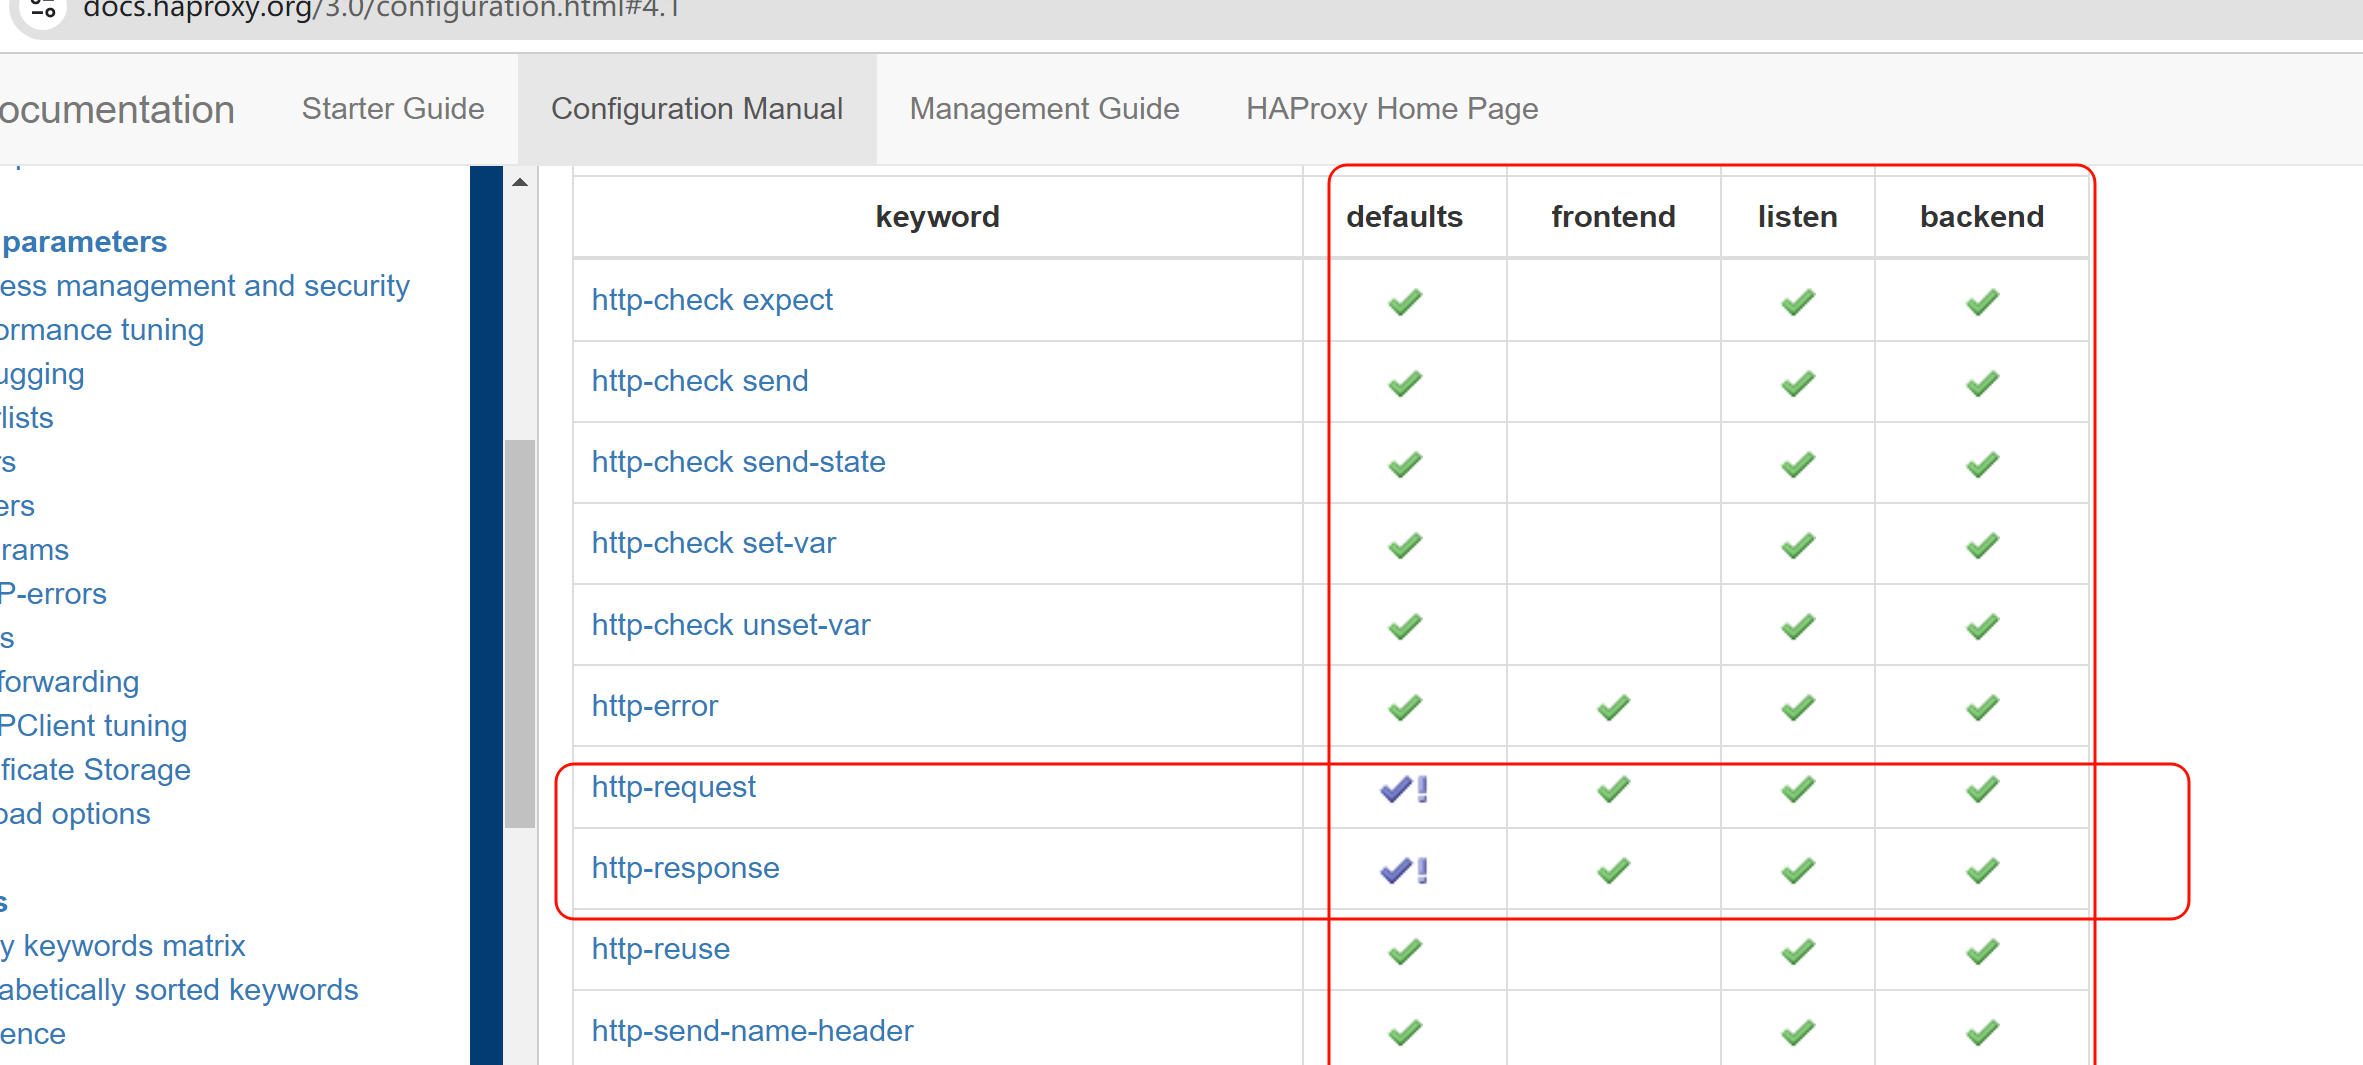 docs.haproxy.org/3.0/configuration.html#4.1
ocumentation Starter Guide Configuration Manual Management Guide HAProxy Home Page
parameters
ess management and security
ormance tuning
ugging
lists
rs
ers
rams
P-errors
s
forwarding
PClient tuning
ificate Storage
oad options
s
y keywords matrix
abetically sorted keywords
ence
keyword defaults frontend listen backend
http-check expect
http-check send
http-check send-state
http-check set-var
http-check unset-var
http-error
http-request !
http-response !
http-reuse
http-send-name-header